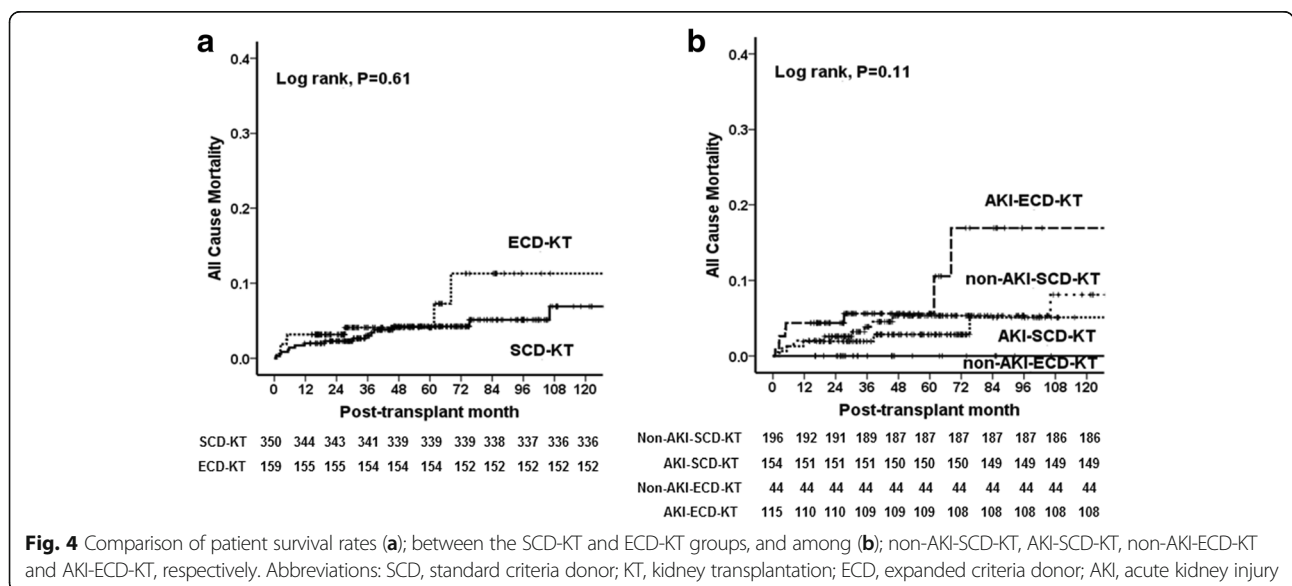 a
0.4
0.3
0.2
0.1
0.0
All Cause Mortality
Log rank, P=0.61
ECD-KT
SCD-KT
0 12 24 36 48 60 72 84 96 108 120
Post-transplant month
SCD-KT 350 344 343 341 339 339 339 338 337 336 336
ECD-KT 159 155 155 154 154 154 152 152 152 152 152
b
0.4
0.3
0.2
0.1
0.0
All Cause Mortality
Log rank, P=0.11
AKI-ECD-KT
non-AKI-SCD-KT
AKI-SCD-KT
non-AKI-ECD-KT
0 12 24 36 48 60 72 84 96 108 120
Post-transplant month
Non-AKI-SCD-KT 196 192 191 189 187 187 187 187 187 186 186
AKI-SCD-KT 154 151 151 151 150 150 150 149 149 149 149
Non-AKI-ECD-KT 44 44 44 44 44 44 44 44 44 44 44
AKI-ECD-KT 115 110 110 109 109 109 108 108 108 108 108
Fig. 4 Comparison of patient survival rates (a); between the SCD-KT and ECD-KT groups, and among (b); non-AKI-SCD-KT, AKI-SCD-KT, non-AKI-ECD-KT
and AKI-ECD-KT, respectively. Abbreviations: SCD, standard criteria donor; KT, kidney transplantation; ECD, expanded criteria donor; AKI, acute kidney injury